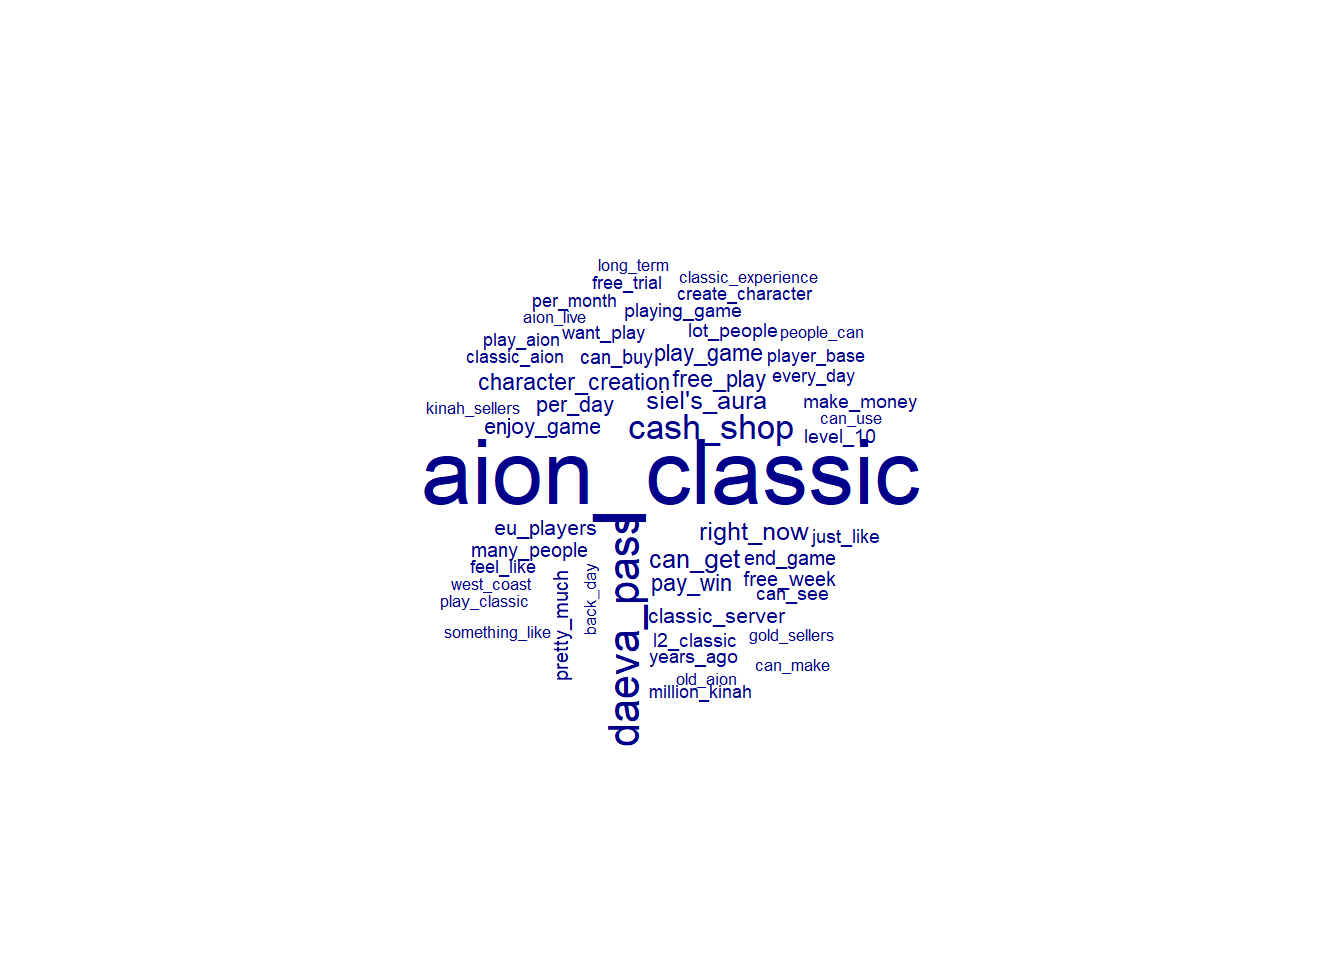 long_term
free_trial
classic_experience
per_month
create_character
aion_live
playing_game
play_aion
want_play
lot_people
people_can
classic_aion
can_buy
play_game
player_base
character_creation
free_play
every_day
kinah_sellers
per_day
siel's_aura
make_money
enjoy_game
cash_shop
can_use
level_10
aion_classic
eu_players
right_now
just_like
many_people
can_get
end_game
feel_like
west_coast
play_classic
pay_win
free_week
can_see
something_like
pretty_much
back_day
daeva_pass
classic_server
l2_classic
gold_sellers
years_ago
can_make
old_aion
million_kinah